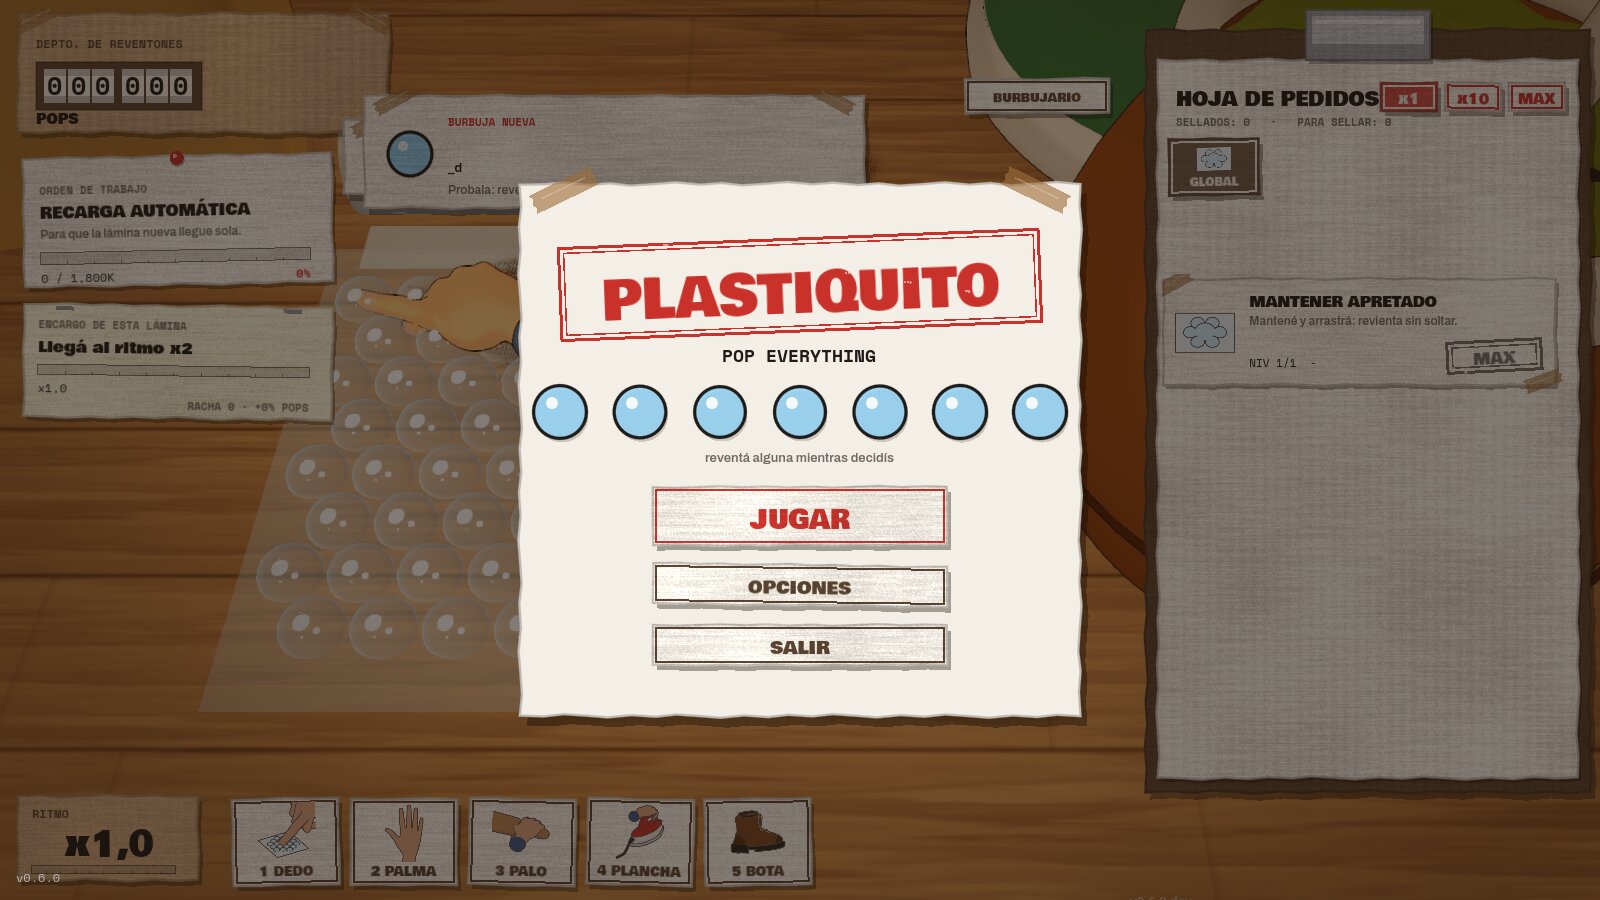 DEPTO. DE REVENTONES
000 000
POPS
ORDEN DE TRABAJO
RECARGA AUTOMÁTICA
Para que la lámina nueva llegue sola.
0 / 1.800K
0%
ENCARGO DE ESTA LÁMINA
Llegá al ritmo x2
x1.0
RACHA 0 · +0% POPS
BURBUJA NUEVA
_d
Probala: reve
BURBUJARIO
PLASTIQUITO
POP EVERYTHING
reventá alguna mientras decidís
JUGAR
OPCIONES
SALIR
HOJA DE PEDIDOS
x1
x10
MAX
SELLADOS: 0 · PARA SELLAR: 0
GLOBAL
MANTENER APRETADO
Mantené y arrastrá: revienta sin soltar.
NIV 1/1 -
MAX
RITMO
x1,0
v0.6.0
1 DEDO
2 PALMA
3 PALO
4 PLANCHA
5 BOTA